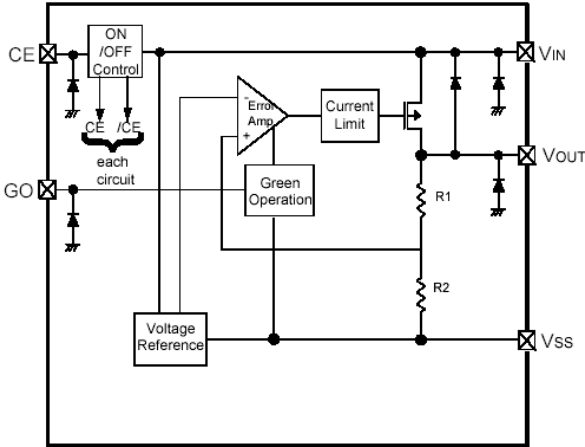 CE
ON
/OFF
Control
VIN
CE /CE
each
circuit
-
Error
Amp.
+
Current
Limit
VOUT
GO
Green
Operation
R1
R2
Voltage
Reference
VSS